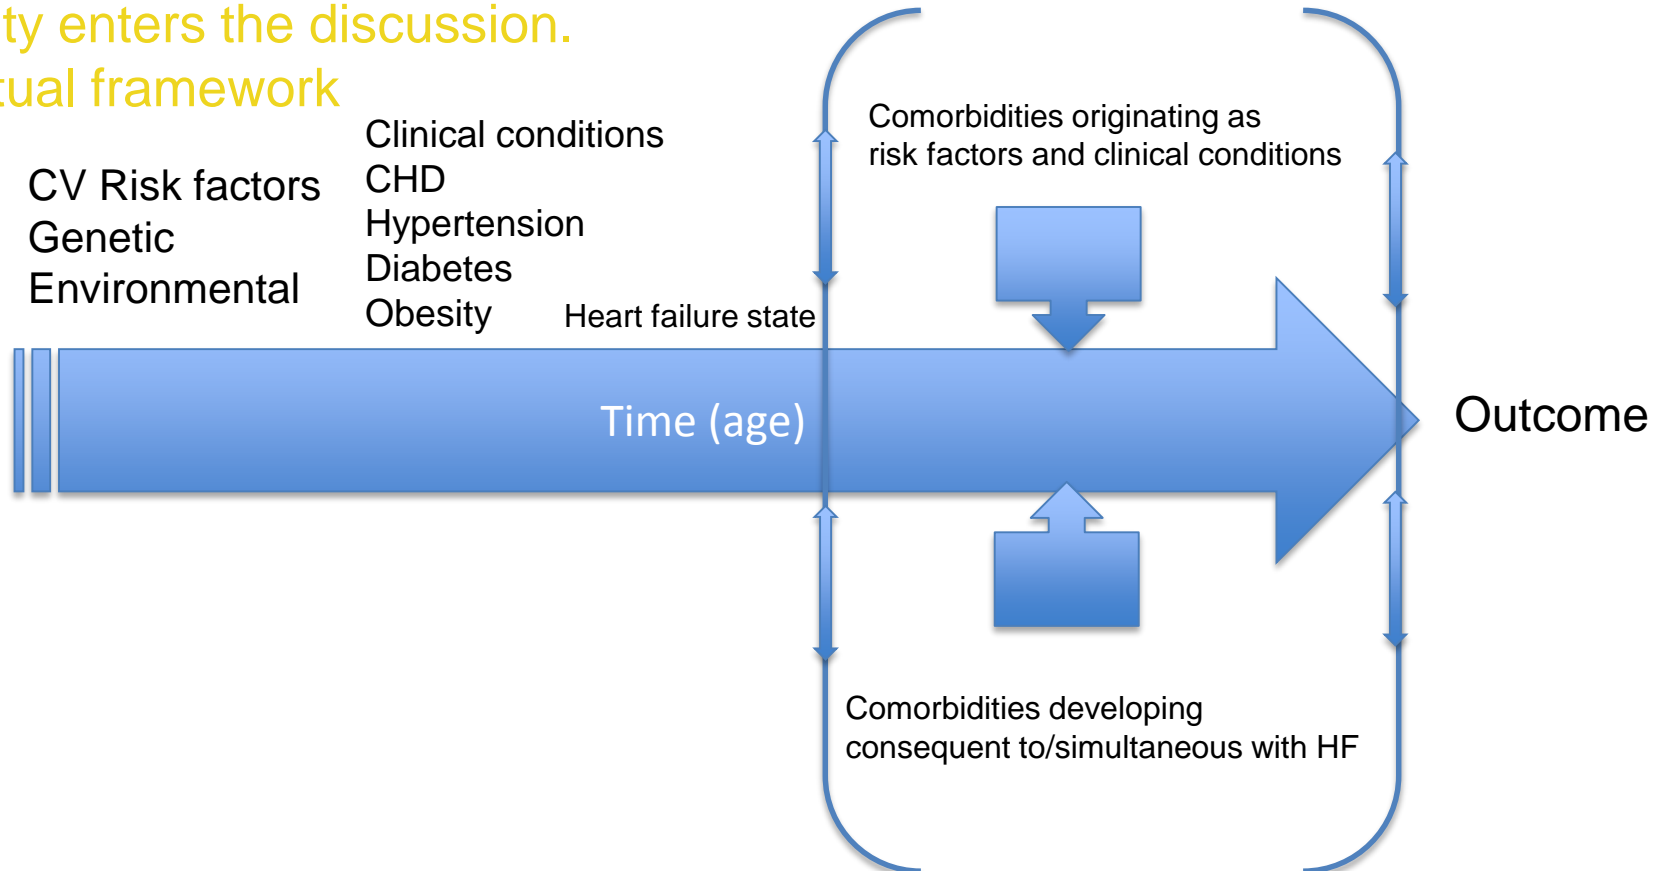 ty enters the discussion.
tual framework
CV Risk factors
Genetic
Environmental
Clinical conditions
CHD
Hypertension
Diabetes
Obesity
Heart failure state
Comorbidities originating as
risk factors and clinical conditions
Time (age)
Outcome
Comorbidities developing
consequent to/simultaneous with HF